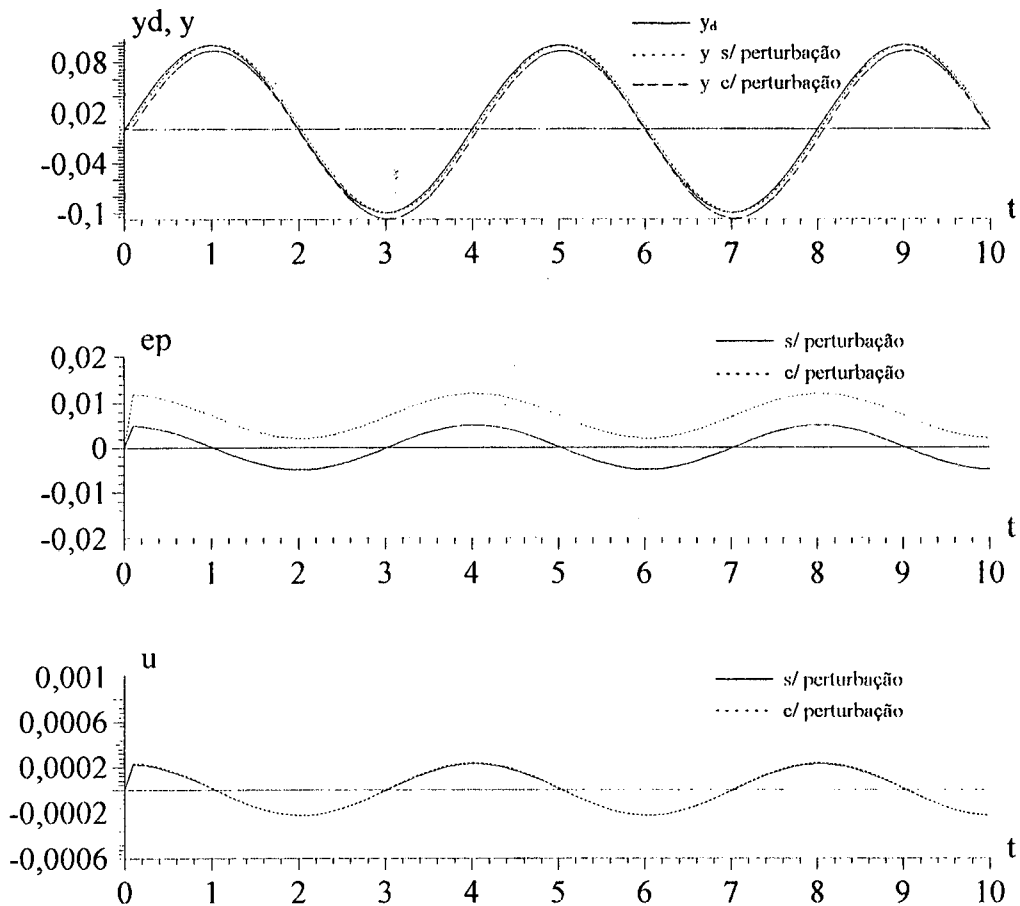 yd, y
y_d
y s/ perturbação
y c/ perturbação
0,08
0,02
-0,04
-0,1
t
0 1 2 3 4 5 6 7 8 9 10
ep
s/ perturbação
c/ perturbação
0,02
0,01
0
-0,01
-0,02
t
0 1 2 3 4 5 6 7 8 9 10
u
s/ perturbação
c/ perturbação
0,001
0,0006
0,0002
-0,0002
-0,0006
t
0 1 2 3 4 5 6 7 8 9 10